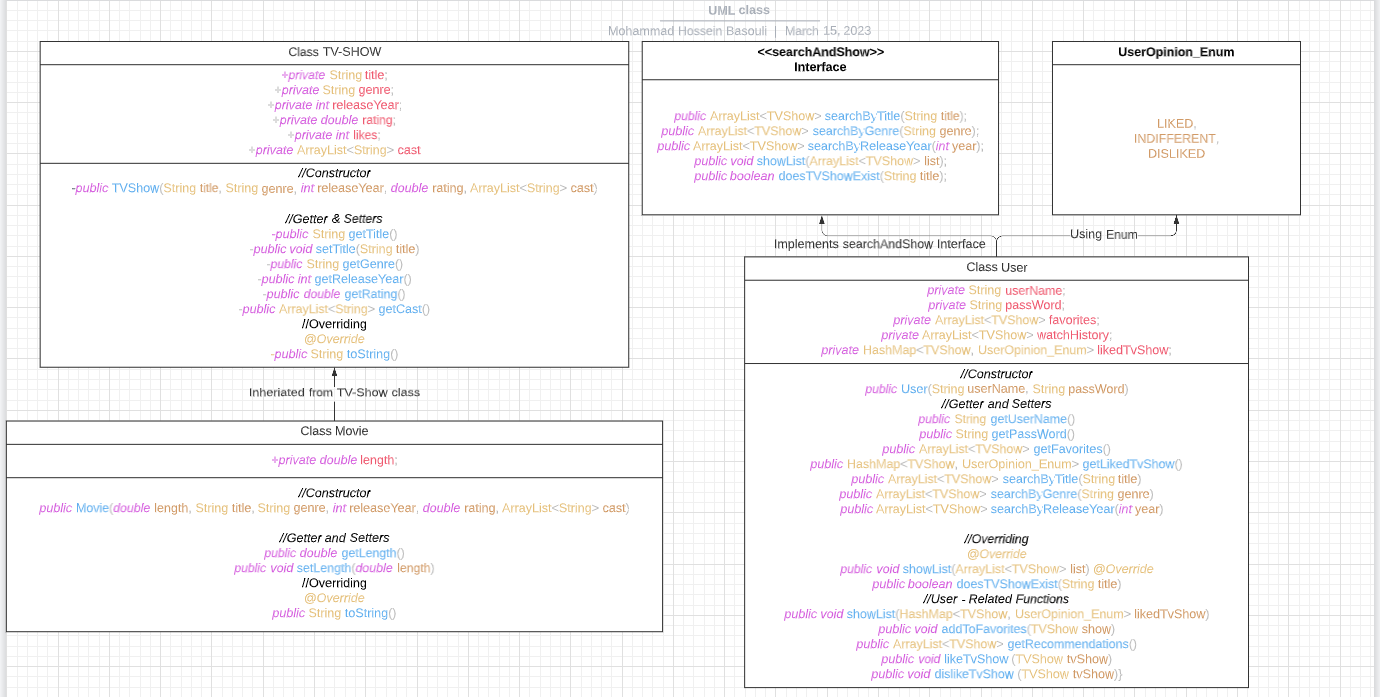 UML class
Mohammad Hossein Basouli | March 15, 2023
Class TV-SHOW
+private String title;
+private String genre;
+private int releaseYear;
+private double rating;
+private int likes;
+private ArrayList<String> cast
//Constructor
-public TVShow(String title, String genre, int releaseYear, double rating, ArrayList<String> cast)
//Getter & Setters
-public String getTitle()
-public void setTitle(String title)
-public String getGenre()
-public int getReleaseYear()
-public double getRating()
-public ArrayList<String> getCast()
//Overriding
@Override
-public String toString()
Inheriated from TV-Show class
Class Movie
+private double length;
//Constructor
public Movie(double length, String title, String genre, int releaseYear, double rating, ArrayList<String> cast)
//Getter and Setters
public double getLength()
public void setLength(double length)
//Overriding
@Override
public String toString()
<<searchAndShow>>
Interface
public ArrayList<TVShow> searchByTitle(String title);
public ArrayList<TVShow> searchByGenre(String genre);
public ArrayList<TVShow> searchByReleaseYear(int year);
public void showList(ArrayList<TVShow> list);
public boolean doesTVShowExist(String title);
UserOpinion_Enum
LIKED,
INDIFFERENT,
DISLIKED
Implements searchAndShow Interface
Using Enum
Class User
private String userName;
private String passWord;
private ArrayList<TVShow> favorites;
private ArrayList<TVShow> watchHistory;
private HashMap<TVShow, UserOpinion_Enum> likedTvShow;
//Constructor
public User(String userName, String passWord)
//Getter and Setters
public String getUserName()
public String getPassWord()
public ArrayList<TVShow> getFavorites()
public HashMap<TVShow, UserOpinion_Enum> getLikedTvShow()
public ArrayList<TVShow> searchByTitle(String title)
public ArrayList<TVShow> searchByGenre(String genre)
public ArrayList<TVShow> searchByReleaseYear(int year)
//Overriding
@Override
public void showList(ArrayList<TVShow> list) @Override
public boolean doesTVShowExist(String title)
//User - Related Functions
public void showList(HashMap<TVShow, UserOpinion_Enum> likedTvShow)
public void addToFavorites(TVShow show)
public ArrayList<TVShow> getRecommendations()
public void likeTvShow (TVShow tvShow)
public void dislikeTvShow (TVShow tvShow)}